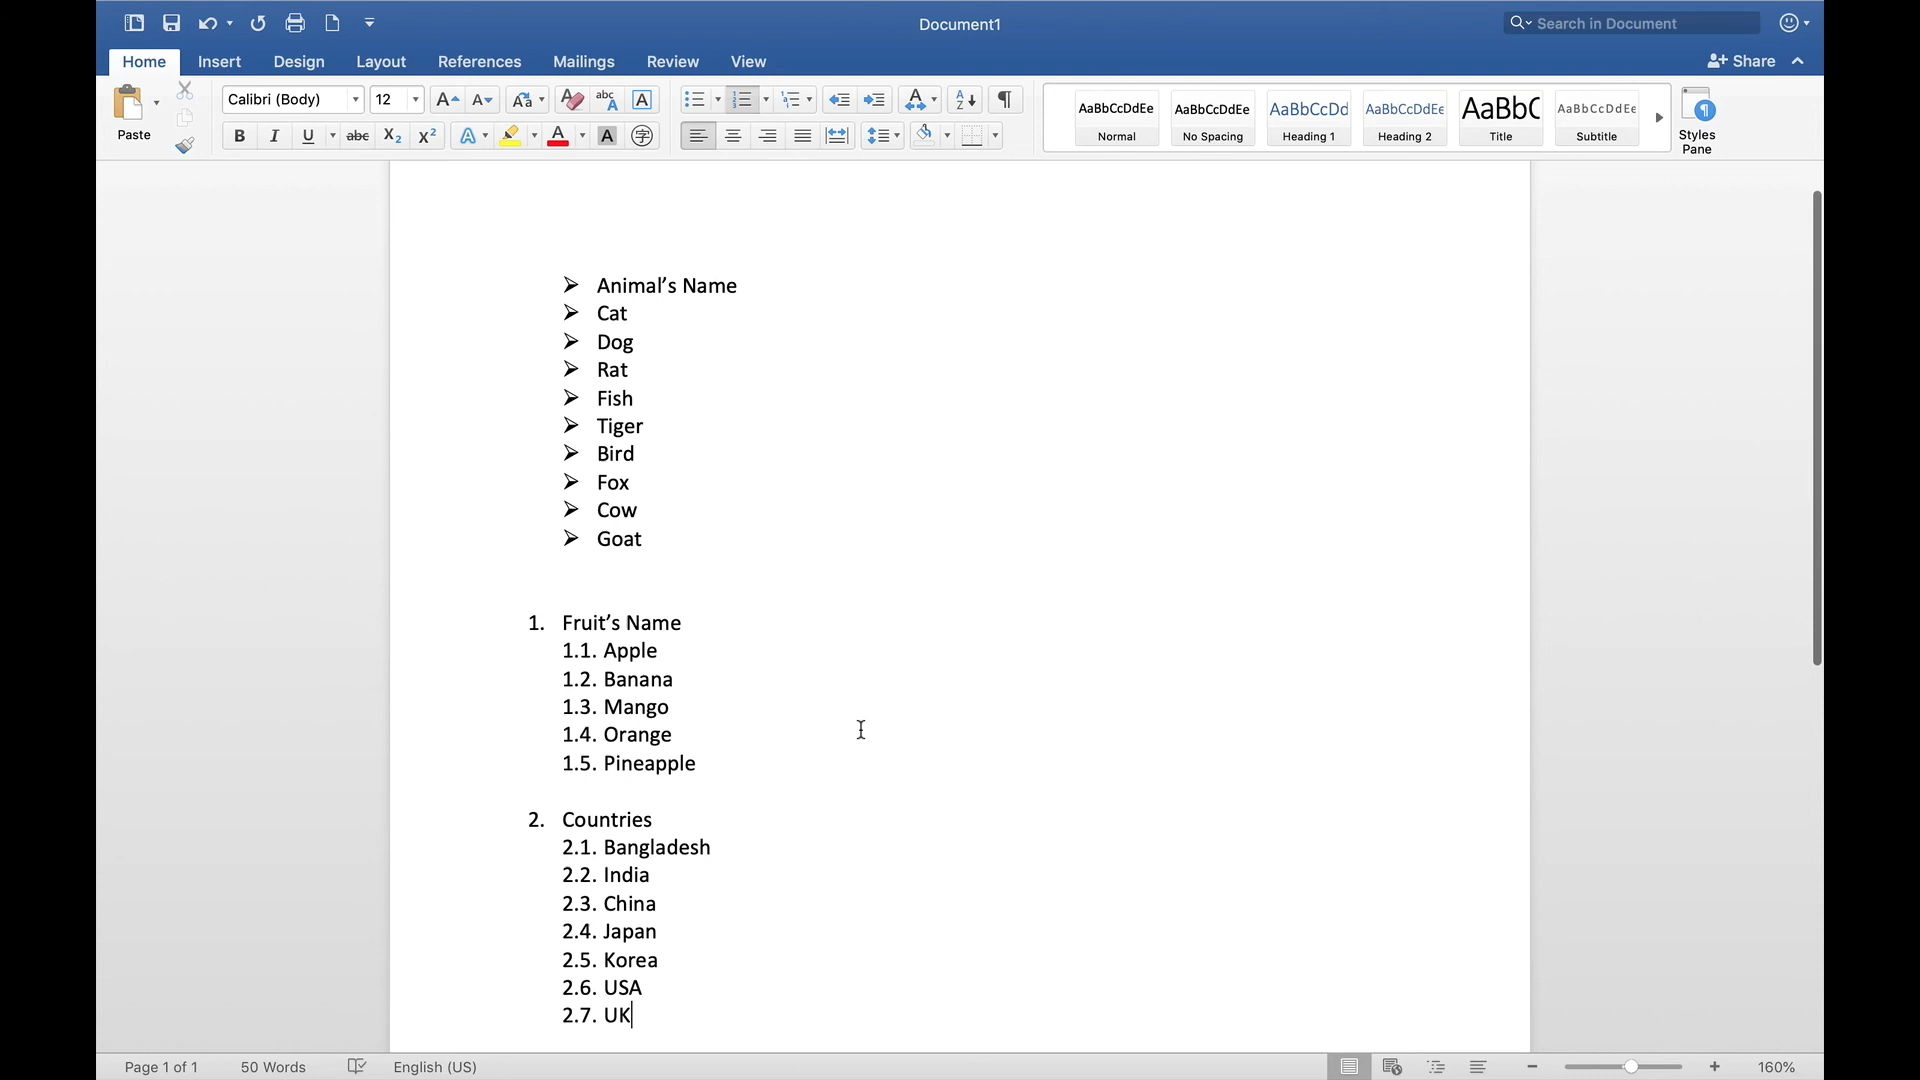 Document1
Search in Document
Home Insert Design Layout References Mailings Review View Share
Paste
Calibri (Body) 12
AaBbCcDdEe AaBbCcDdEe AaBbCcDd AaBbCcDdEe AaBbC AaBbCcDdEe
Normal No Spacing Heading 1 Heading 2 Title Subtitle
Styles
Pane
➢ Animal’s Name
➢ Cat
➢ Dog
➢ Rat
➢ Fish
➢ Tiger
➢ Bird
➢ Fox
➢ Cow
➢ Goat
1. Fruit’s Name
1.1. Apple
1.2. Banana
1.3. Mango
1.4. Orange
1.5. Pineapple
2. Countries
2.1. Bangladesh
2.2. India
2.3. China
2.4. Japan
2.5. Korea
2.6. USA
2.7. UK
Page 1 of 1 50 Words English (US) 160%